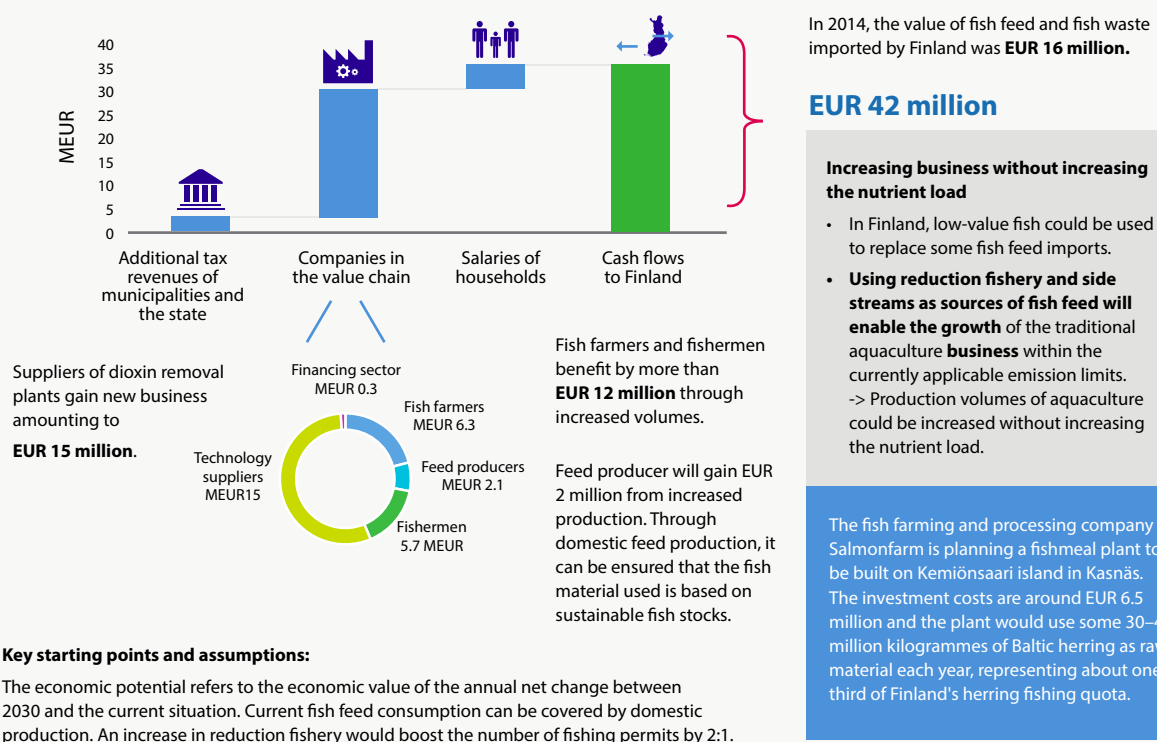 40
35
30
25
20
15
10
5
0
MEUR
Additional tax
revenues of
municipalities and
the state
Companies in
the value chain
Salaries of
households
Cash flows
to Finland
Suppliers of dioxin removal
plants gain new business
amounting to
EUR 15 million.
Financing sector
MEUR 0.3
Fish farmers
MEUR 6.3
Feed producers
MEUR 2.1
Fishermen
5.7 MEUR
Technology
suppliers
MEUR15
Fish farmers and fishermen
benefit by more than
EUR 12 million through
increased volumes.
Feed producer will gain EUR
2 million from increased
production. Through
domestic feed production, it
can be ensured that the fish
material used is based on
sustainable fish stocks.
Key starting points and assumptions:
The economic potential refers to the economic value of the annual net change between
2030 and the current situation. Current fish feed consumption can be covered by domestic
production. An increase in reduction fishery would boost the number of fishing permits by 2:1.
In 2014, the value of fish feed and fish waste
imported by Finland was EUR 16 million.
EUR 42 million
Increasing business without increasing
the nutrient load
• In Finland, low-value fish could be used
to replace some fish feed imports.
• Using reduction fishery and side
streams as sources of fish feed will
enable the growth of the traditional
aquaculture business within the
currently applicable emission limits.
-> Production volumes of aquaculture
could be increased without increasing
the nutrient load.
The fish farming and processing company
Salmonfarm is planning a fishmeal plant
be built on Kemiönsaari island in Kasnäs.
The investment costs are around EUR 6.5
million and the plant would use some
million kilogrammes of Baltic herring as
material each year, representing about
third of Finland's herring fishing quota.